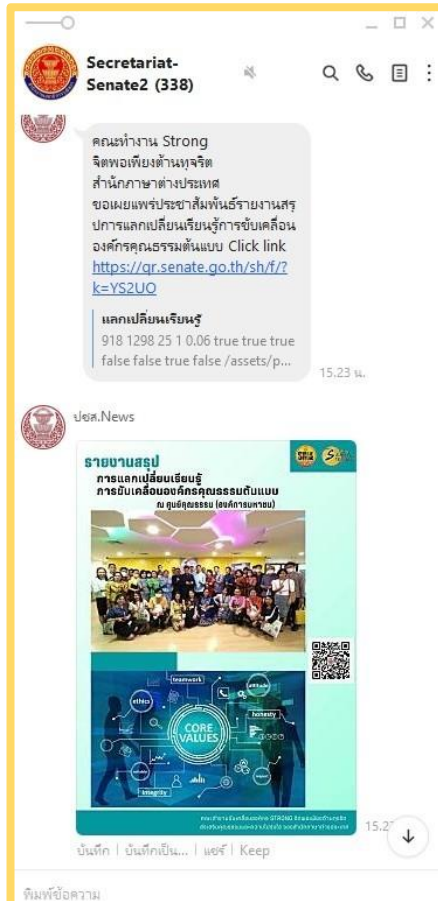 Secretariat-
Senate2 (338)
คณะทำงาน Strong
จิตพอเพียงต้านทุจริต
สำนักภาษาต่างประเทศ
ขอเผยแพร่ประชาสัมพันธ์รายงานสรุ
ปการแลกเปลี่ยนเรียนรู้การขับเคลื่อน
องค์กรคุณธรรมต้นแบบ Click link
https://qr.senate.go.th/sh/f/?
k=YS2UO
แลกเปลี่ยนเรียนรู้
918 1298 25 1 0.06 true true true
false false true false /assets/p...
15.23 น.
ปชส.News
รายงานสรุป
การแลกเปลี่ยนเรียนรู้
การขับเคลื่อนองค์กรคุณธรรมต้นแบบ
ณ ศูนย์คุณธรรม (องค์การมหาชน)
teamwork
ethics
attitude
CORE
VALUES
honesty
integrity
บันทึก | บันทึกเป็น... | แชร์ | Keep
พิมพ์ข้อความ